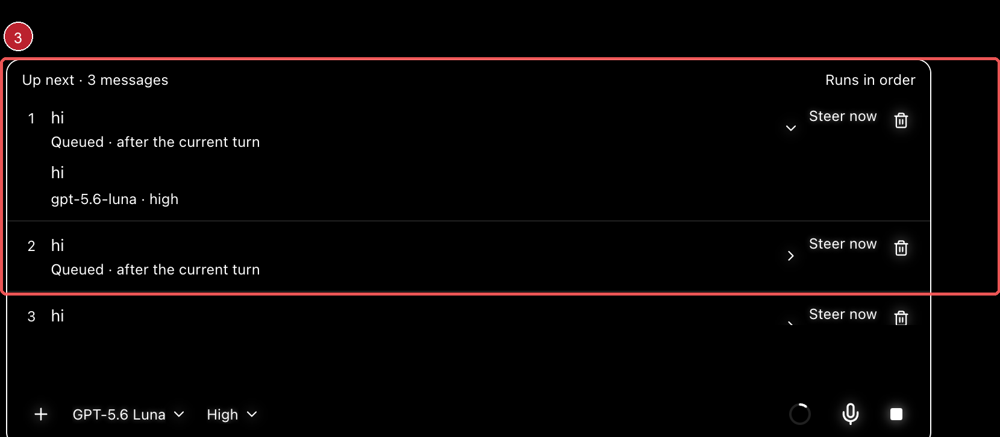 3
Up next · 3 messages Runs in order
1 hi Steer now
Queued · after the current turn
hi
gpt-5.6-luna · high
2 hi Steer now
Queued · after the current turn
3 hi Steer now
GPT-5.6 Luna High